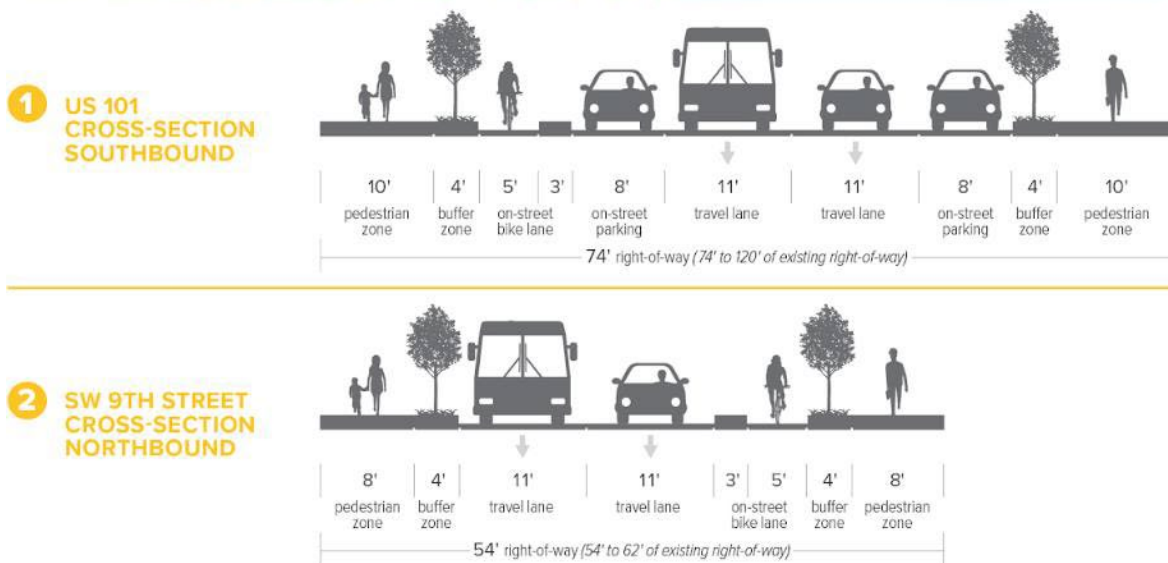 1 US 101
CROSS-SECTION
SOUTHBOUND
10' 4' 5' 3' 8' 11' 11' 8' 4' 10'
pedestrian buffer on-street on-street travel lane travel lane on-street buffer pedestrian
zone zone bike lane parking parking zone zone
74' right-of-way (74' to 120' of existing right-of-way)
2 SW 9TH STREET
CROSS-SECTION
NORTHBOUND
8' 4' 11' 11' 3' 5' 4' 8'
pedestrian buffer travel lane travel lane on-street buffer pedestrian
zone zone bike lane zone zone
54' right-of-way (54' to 62' of existing right-of-way)